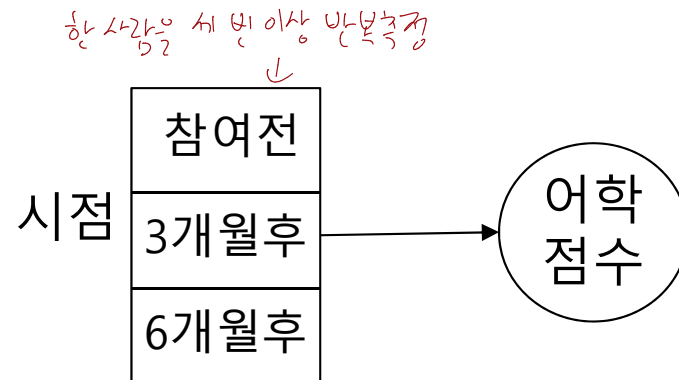 한 사람을 세 번 이상 반복측정
참여전
시점
3개월후
6개월후
어학
점수